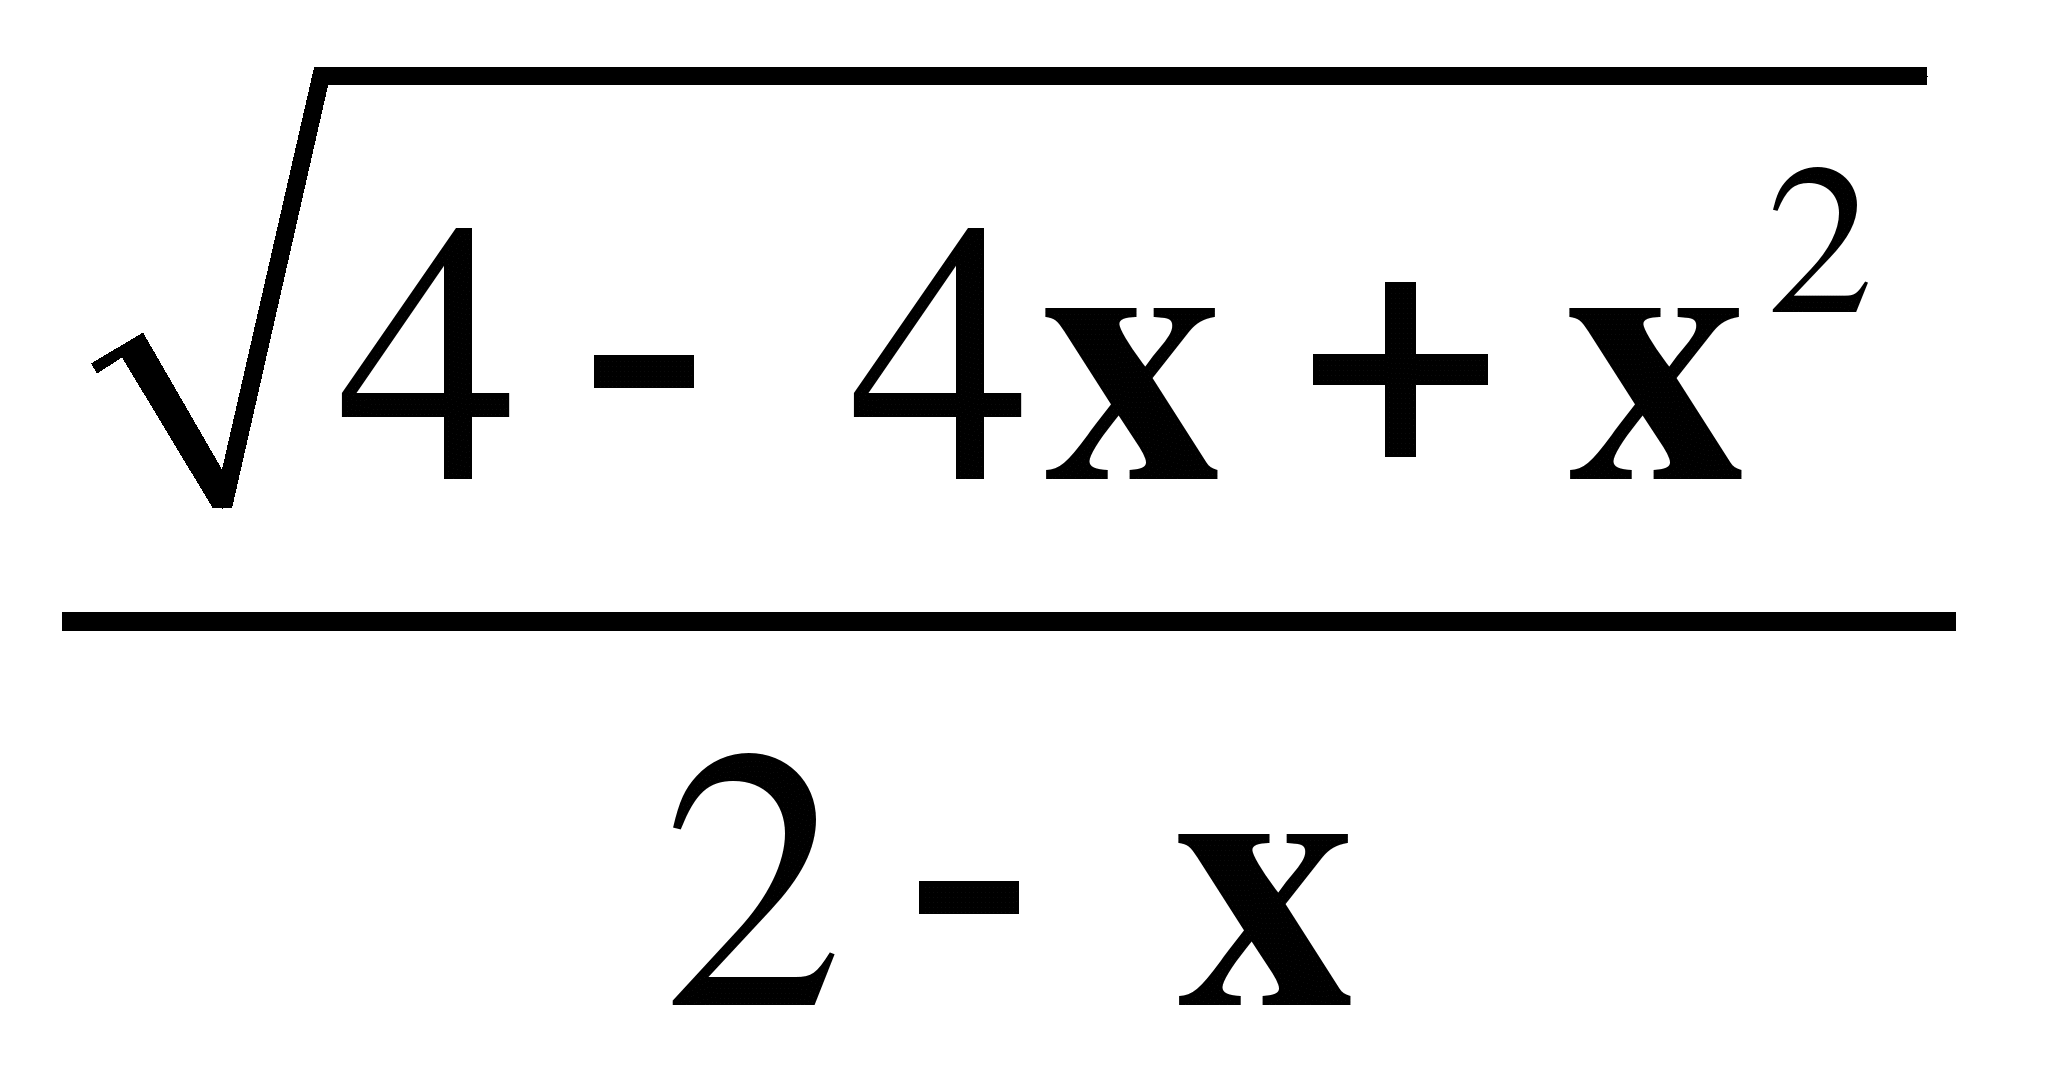 √4 - 4x + x²
2 - x